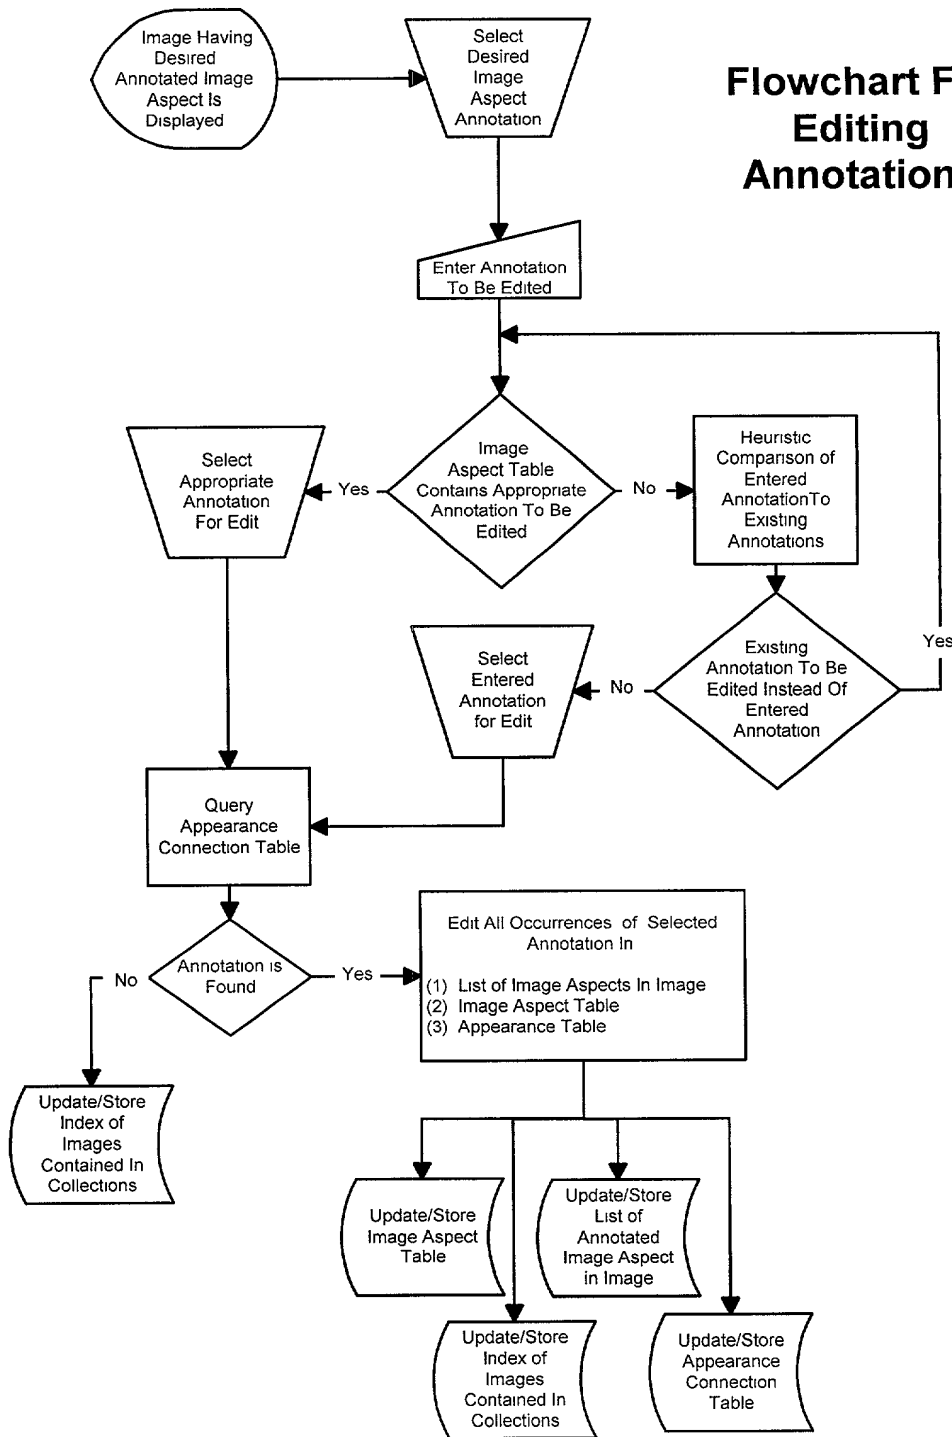 Image Having
Desired
Annotated Image
Aspect Is
Displayed
Select
Desired
Image
Aspect
Annotation
Flowchart F
Editing
Annotation
Enter Annotation
To Be Edited
Image
Aspect Table
Contains Appropriate
Annotation To Be
Edited
Yes
No
Select
Appropriate
Annotation
For Edit
Heuristic
Comparison of
Entered
AnnotationTo
Existing
Annotations
Existing
Annotation To Be
Edited Instead Of
Entered
Annotation
Yes
No
Select
Entered
Annotation
for Edit
Query
Appearance
Connection Table
Annotation is
Found
No
Yes
Edit All Occurrences of Selected
Annotation In
(1) List of Image Aspects In Image
(2) Image Aspect Table
(3) Appearance Table
Update/Store
Index of
Images
Contained In
Collections
Update/Store
Image Aspect
Table
Update/Store
List of
Annotated
Image Aspect
in Image
Update/Store
Index of
Images
Contained In
Collections
Update/Store
Appearance
Connection
Table